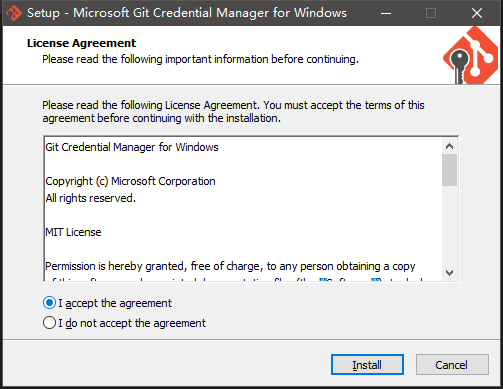 Setup - Microsoft Git Credential Manager for Windows
License Agreement
Please read the following important information before continuing.
Please read the following License Agreement. You must accept the terms of this
agreement before continuing with the installation.
Git Credential Manager for Windows
Copyright (c) Microsoft Corporation
All rights reserved.
MIT License
Permission is hereby granted, free of charge, to any person obtaining a copy
I accept the agreement
I do not accept the agreement
Install
Cancel